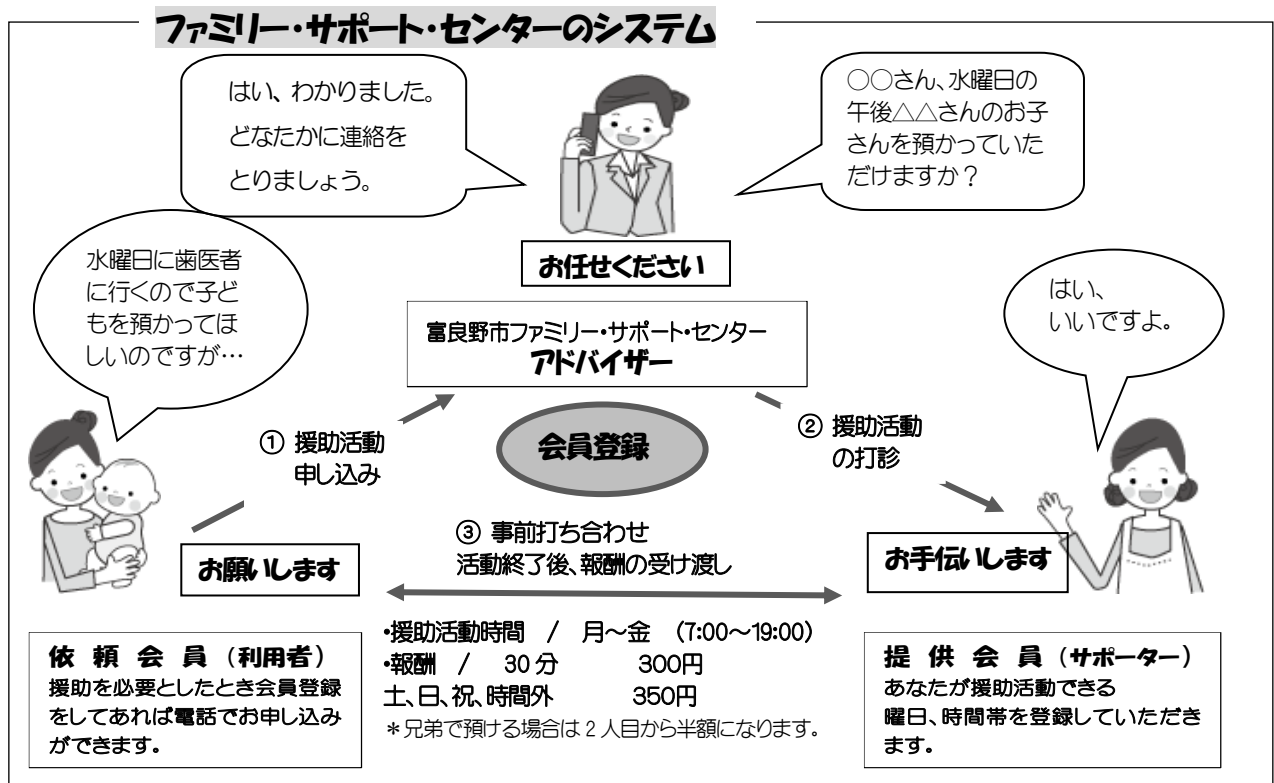 ファミリー・サポート・センターのシステム
はい、わかりました。
どなたかに連絡を
とりましょう。
○○さん、水曜日の
午後△△さんのお子
さんを預かっていた
だけますか？
水曜日に歯医者
に行くので子ど
もを預かってほ
しいのですが…
お任せください
はい、
いいですよ。
富良野市ファミリー・サポート・センター
アドバイザー
① 援助活動
申し込み
会員登録
② 援助活動
の打診
③ 事前打ち合わせ
活動終了後、報酬の受け渡し
お願いします
お手伝いします
・援助活動時間 / 月～金 (7:00～19:00)
・報酬 / 30分 300円
土、日、祝、時間外 350円
＊兄弟で預ける場合は2人目から半額になります。
依頼会員(利用者)
援助を必要としたとき会員登録
をしてあれば電話でお申し込み
ができます。
提供会員(サポーター)
あなたが援助活動できる
曜日、時間帯を登録していただき
ます。